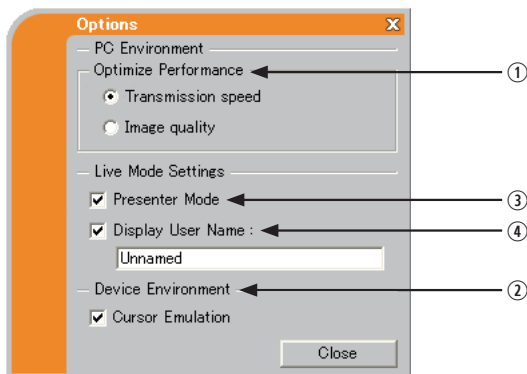 Options X
PC Environment
Optimize Performance ①
Transmission speed
Image quality
Live Mode Settings
Presenter Mode ③
Display User Name : ④
Unnamed
Device Environment ②
Cursor Emulation
Close